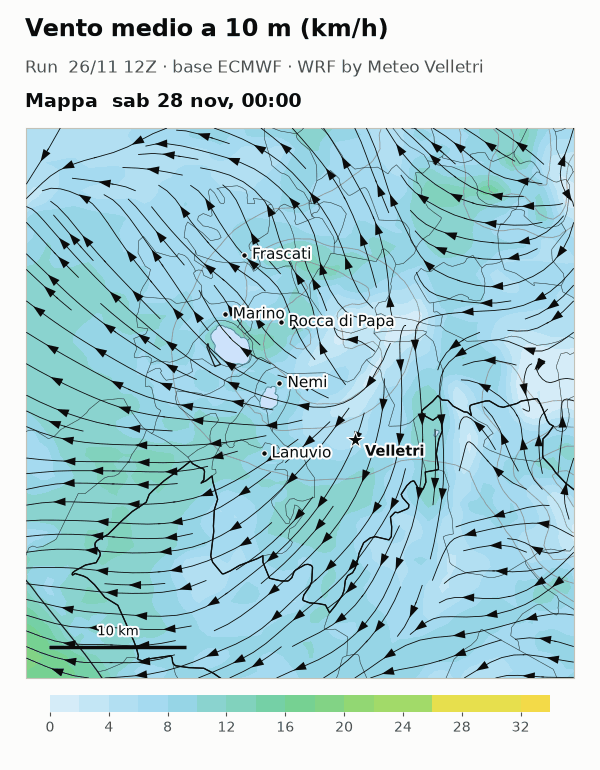 Vento medio a 10 m (km/h)
Run  26/11 12Z · base ECMWF · WRF by Meteo Velletri
Mappa  sab 28 nov, 00:00
Frascati
Marino
Rocca di Papa
Nemi
Velletri
Lanuvio
10 km
0 4 8 12 16 20 24 28 32